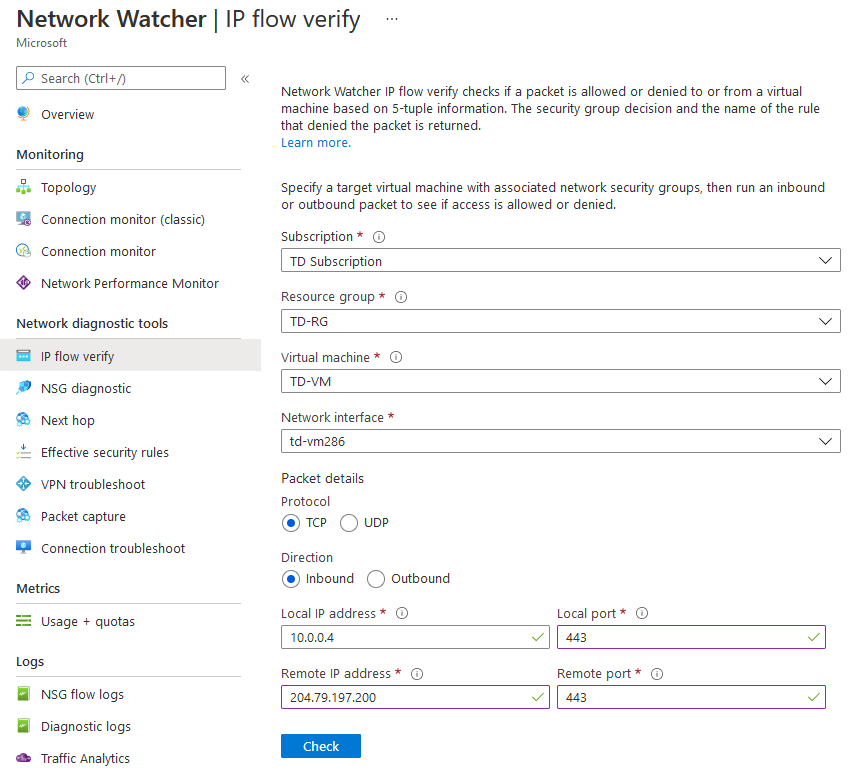 Network Watcher | IP flow verify ...
Microsoft
Search (Ctrl+/)
«
Overview
Monitoring
Topology
Connection monitor (classic)
Connection monitor
Network Performance Monitor
Network diagnostic tools
IP flow verify
NSG diagnostic
Next hop
Effective security rules
VPN troubleshoot
Packet capture
Connection troubleshoot
Metrics
Usage + quotas
Logs
NSG flow logs
Diagnostic logs
Traffic Analytics
Network Watcher IP flow verify checks if a packet is allowed or denied to or from a virtual
machine based on 5-tuple information. The security group decision and the name of the rule
that denied the packet is returned.
Learn more.
Specify a target virtual machine with associated network security groups, then run an inbound
or outbound packet to see if access is allowed or denied.
Subscription *
TD Subscription
Resource group *
TD-RG
Virtual machine *
TD-VM
Network interface *
td-vm286
Packet details
Protocol
TCP UDP
Direction
Inbound Outbound
Local IP address * Local port *
10.0.0.4 443
Remote IP address * Remote port *
204.79.197.200 443
Check